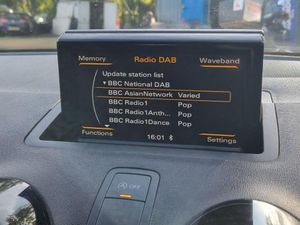 Memory Radio DAB Waveband
Update station list
BBC National DAB
BBC AsianNetwork Varied
BBC Radio1 Pop
BBC Radio1Anth... Pop
BBC Radio1Dance Pop
Functions 16:01 Settings
OFF